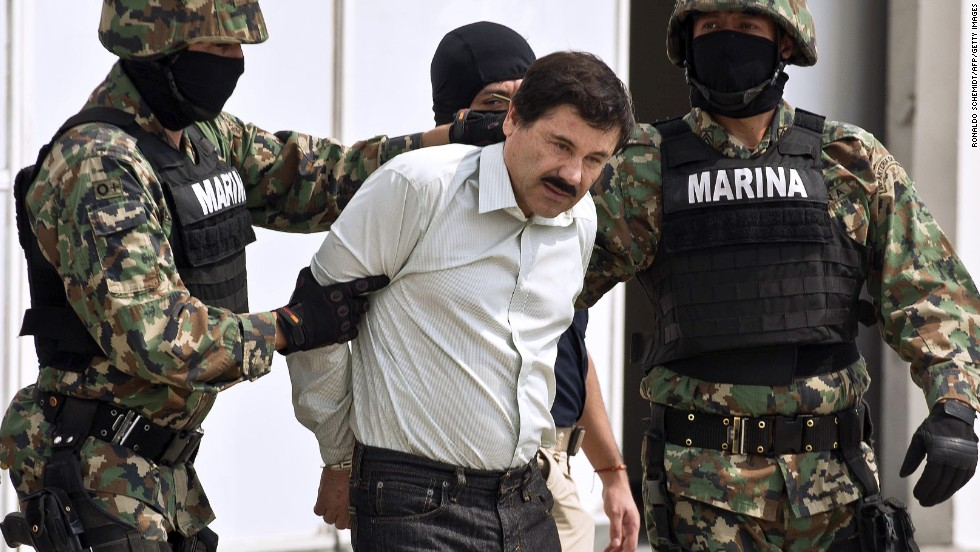 RONALDO SCHEMIDT/AFP/GETTY IMAGES
MARINA
MARINA
O+